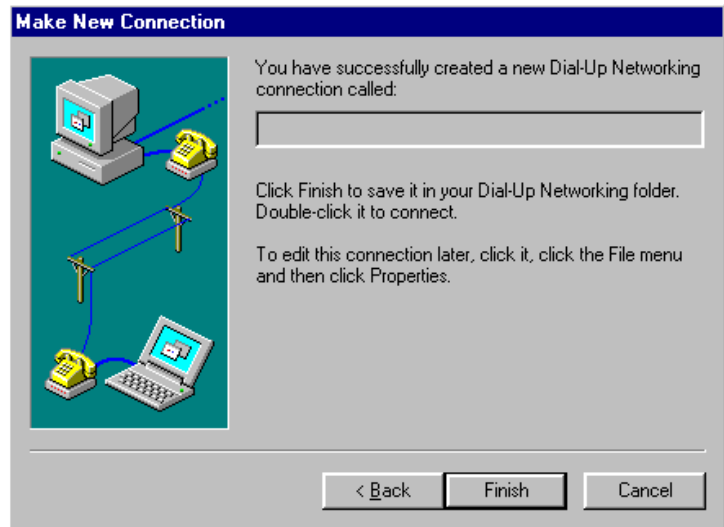 Make New Connection
You have successfully created a new Dial-Up Networking
connection called:
Click Finish to save it in your Dial-Up Networking folder.
Double-click it to connect.
To edit this connection later, click it, click the File menu
and then click Properties.
< Back
Finish
Cancel